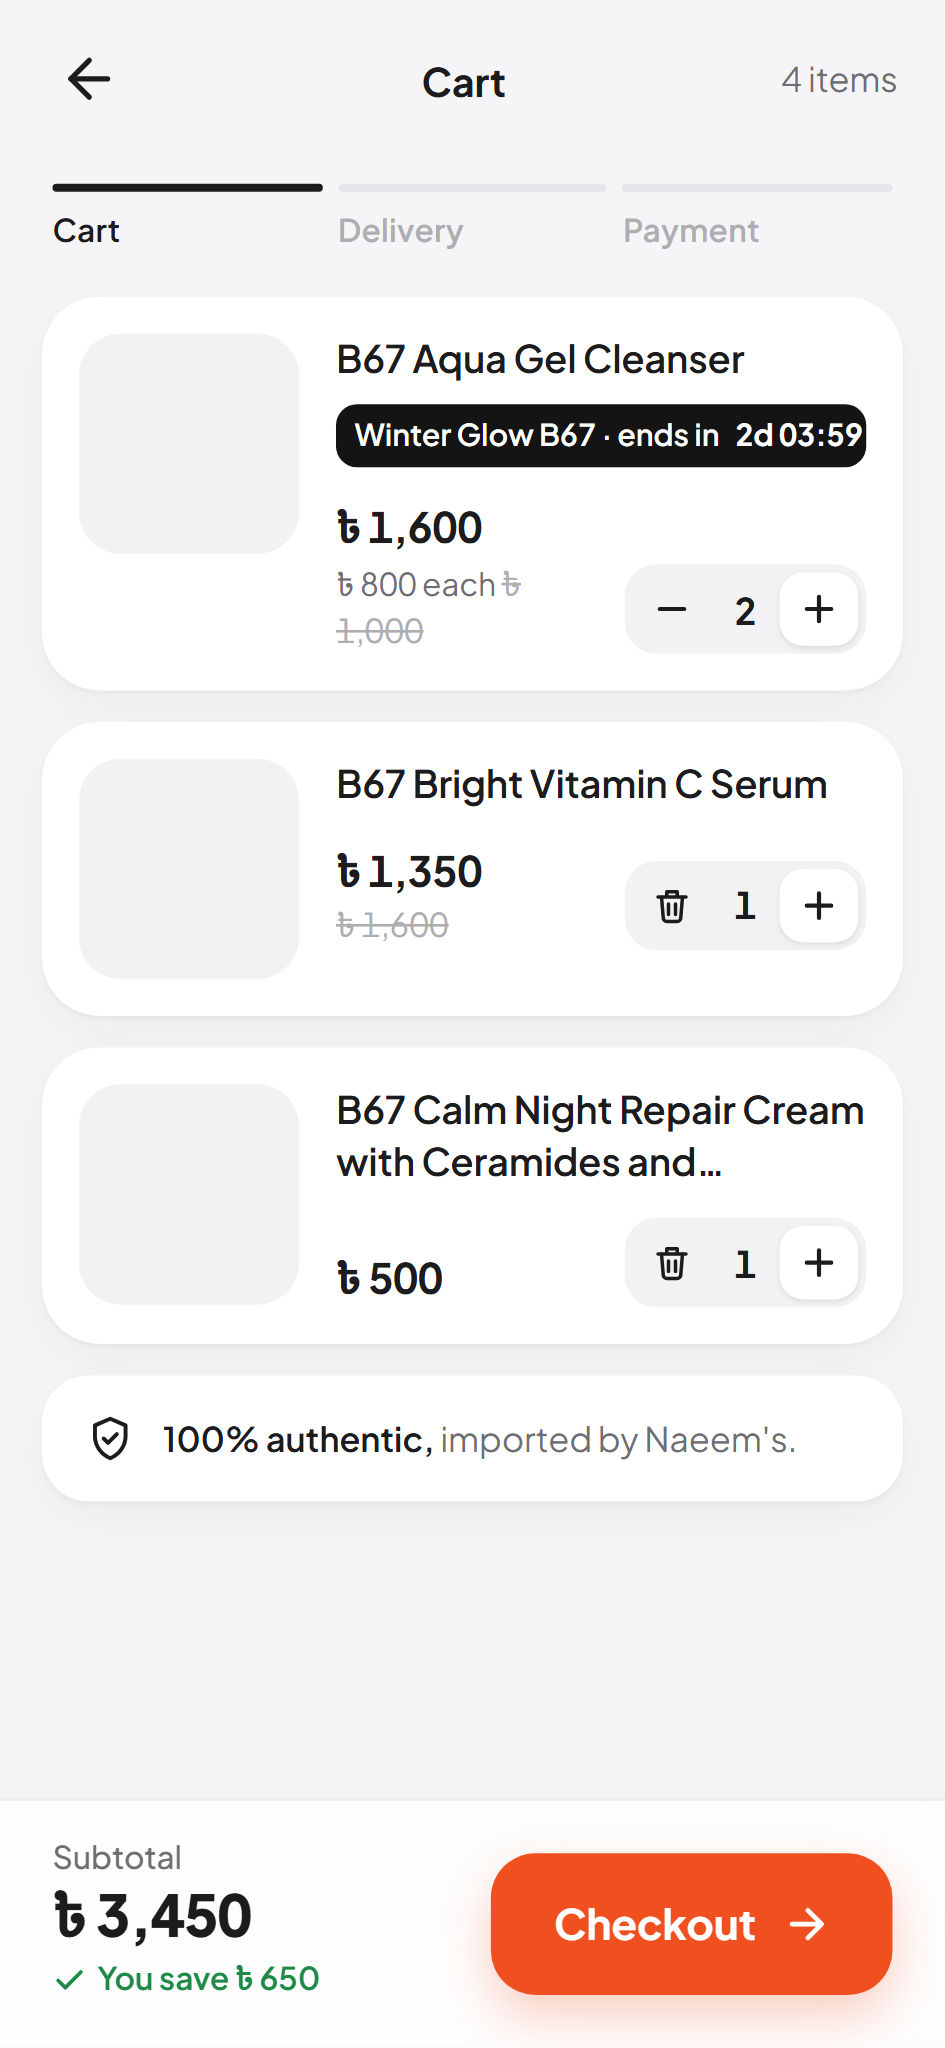 Cart
4 items
Cart
Delivery
Payment
B67 Aqua Gel Cleanser
Winter Glow B67 · ends in 2d 03:59
৳ 1,600
৳ 800 each ৳
1,000
2
B67 Bright Vitamin C Serum
৳ 1,350
৳ 1,600
1
B67 Calm Night Repair Cream
with Ceramides and…
৳ 500
1
100% authentic, imported by Naeem's.
Subtotal
৳ 3,450
You save ৳ 650
Checkout